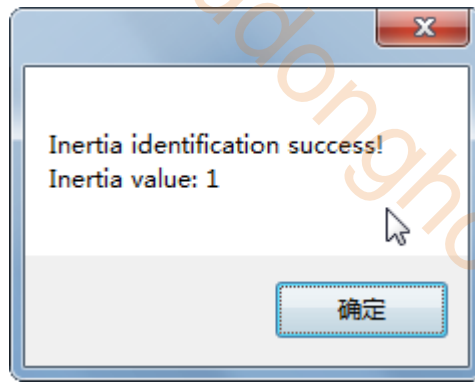 Inertia identification success!
Inertia value: 1
确定